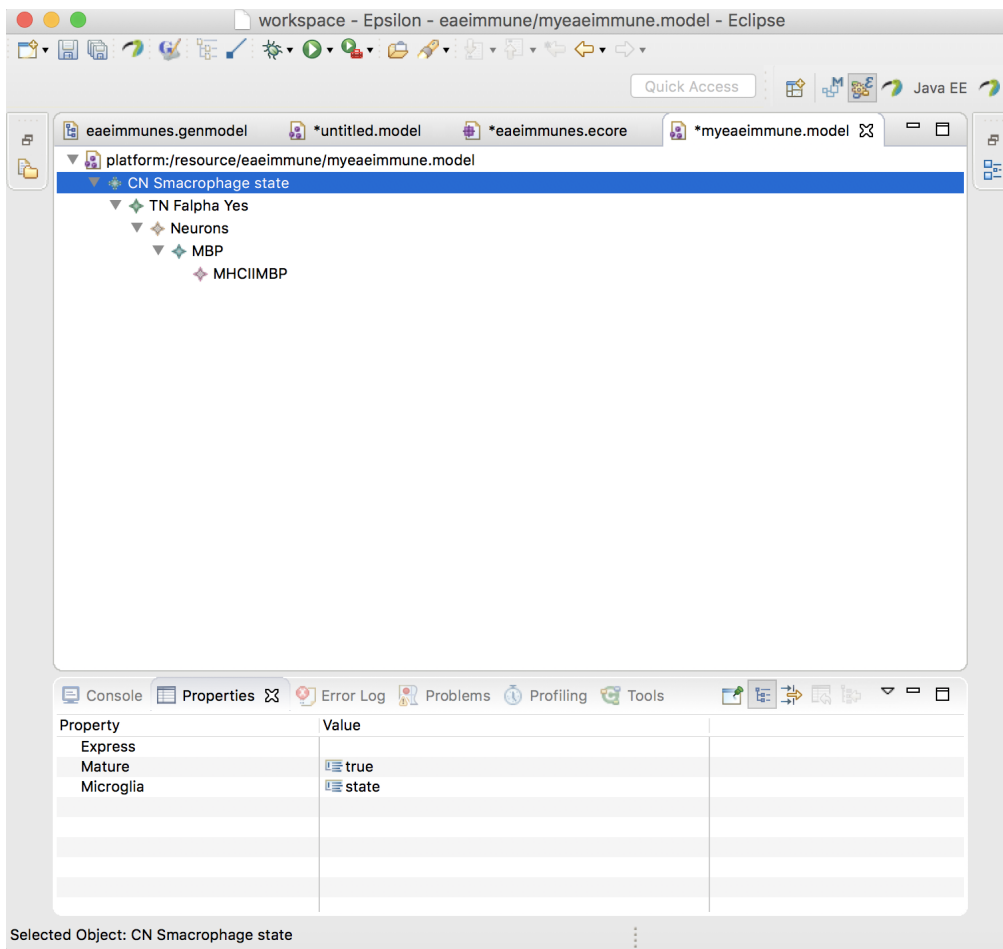 workspace - Epsilon - eaeimmune/myeaeimmune.model - Eclipse
Quick Access
Java EE
eaeimmunes.genmodel *untitled.model *eaeimmunes.ecore *myeaeimmune.model
platform:/resource/eaeimmune/myeaeimmune.model
CN Smacrophage state
TN Falpha Yes
Neurons
MBP
MHCIIMBP
Console Properties Error Log Problems Profiling Tools
Property Value
Express
Mature true
Microglia state
Selected Object: CN Smacrophage state